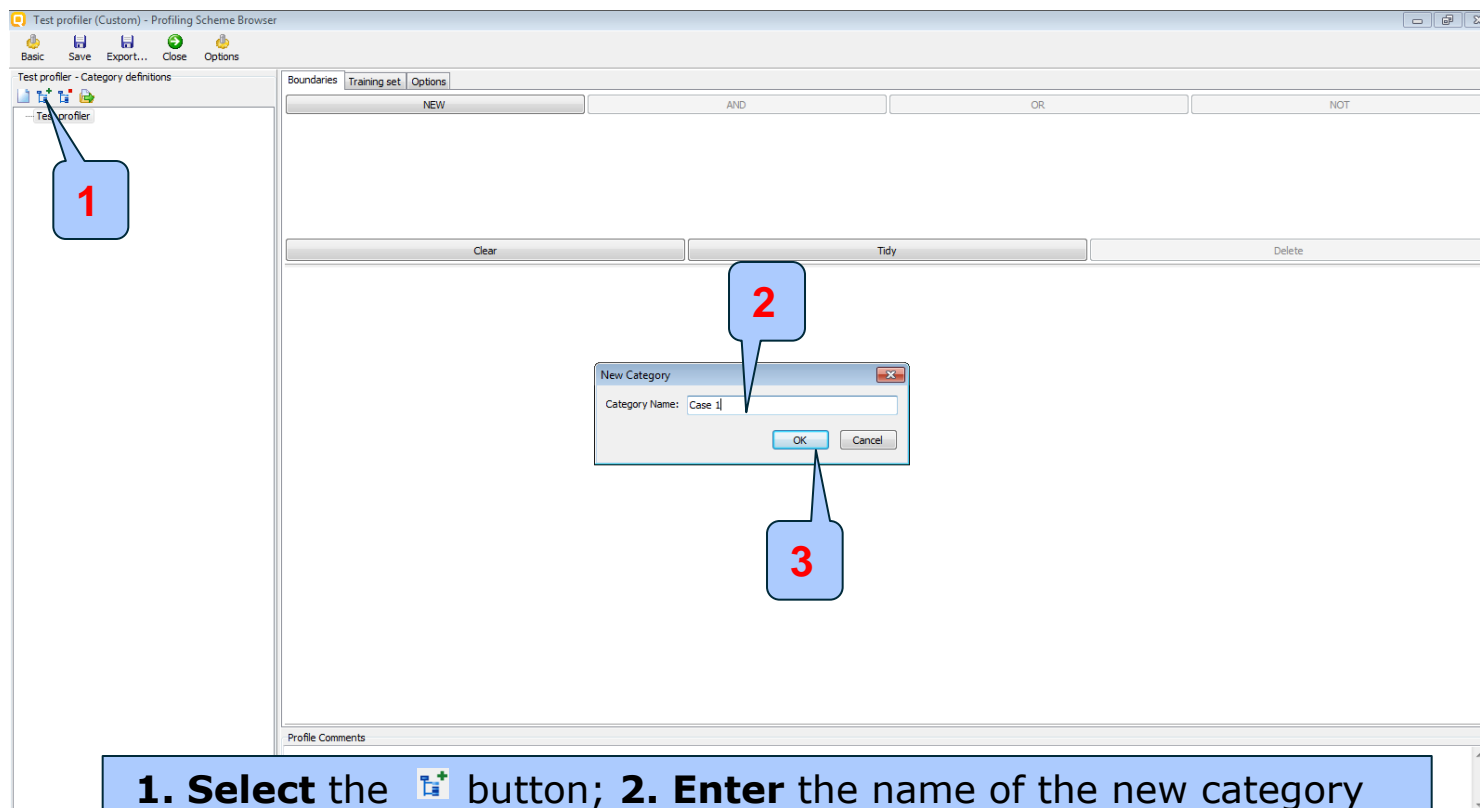 Test profiler (Custom) - Profiling Scheme Browser
Basic Save Export... Close Options
Test profiler - Category definitions
Test profiler
Boundaries Training set Options
NEW AND OR NOT
1
Clear Tidy Delete
2
New Category
Category Name: Case 1
OK Cancel
3
Profile Comments
1. Select the button; 2. Enter the name of the new category